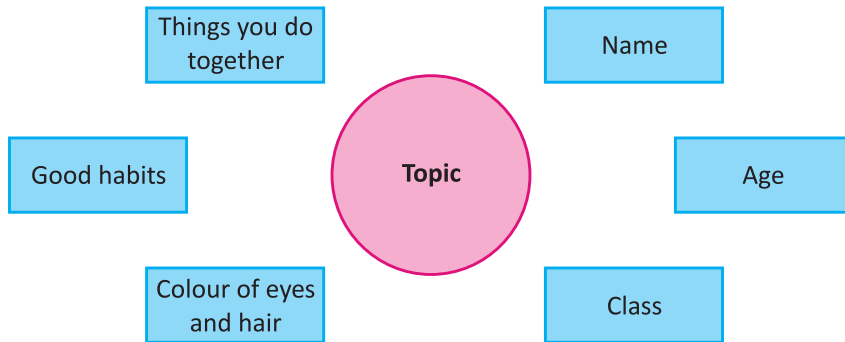 Things you do
together
Name
Good habits
Topic
Age
Colour of eyes
and hair
Class